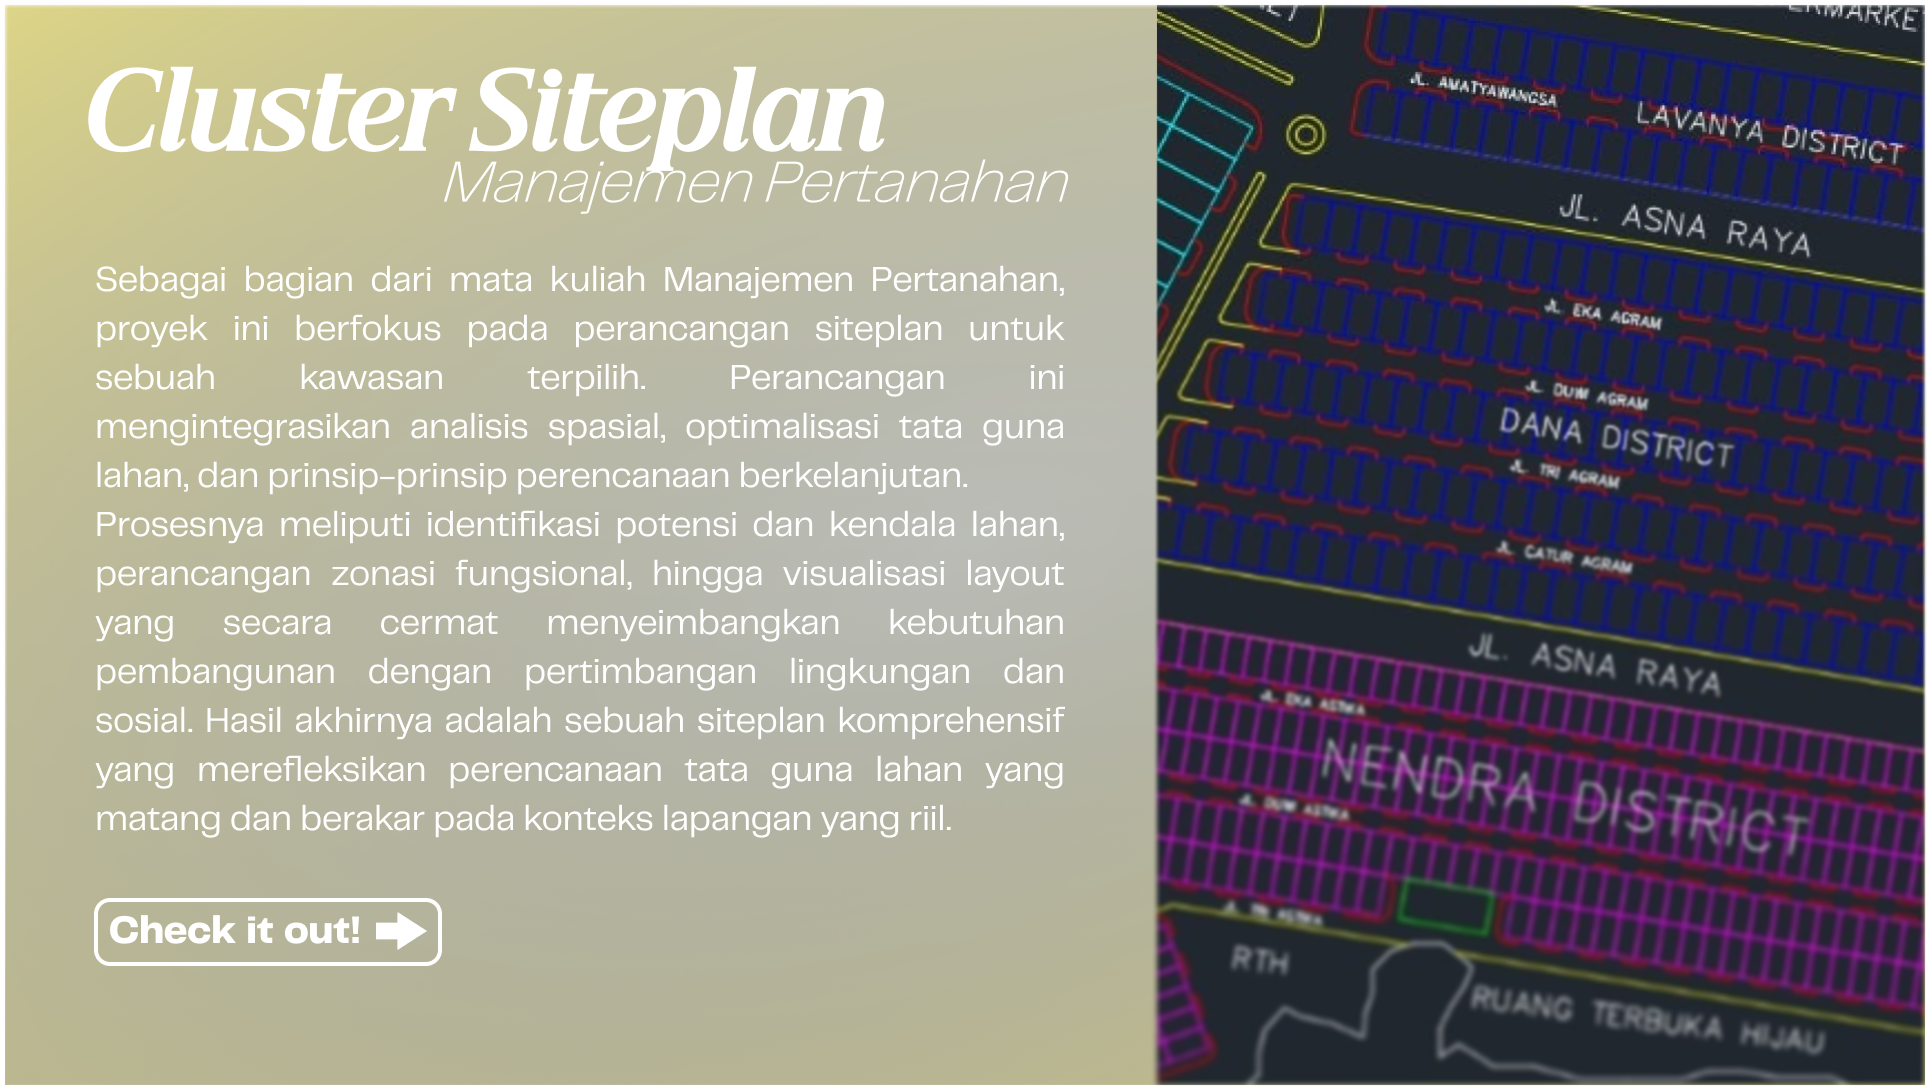 Cluster Siteplan
Manajemen Pertanahan
Sebagai bagian dari mata kuliah Manajemen Pertanahan,
proyek ini berfokus pada perancangan siteplan untuk
sebuah kawasan terpilih. Perancangan ini
mengintegrasikan analisis spasial, optimalisasi tata guna
lahan, dan prinsip-prinsip perencanaan berkelanjutan.
Prosesnya meliputi identifikasi potensi dan kendala lahan,
perancangan zonasi fungsional, hingga visualisasi layout
yang secara cermat menyeimbangkan kebutuhan
pembangunan dengan pertimbangan lingkungan dan
sosial. Hasil akhirnya adalah sebuah siteplan komprehensif
yang merefleksikan perencanaan tata guna lahan yang
matang dan berakar pada konteks lapangan yang riil.
Check it out!
JL. AMATYAWANGSA
LAVANYA DISTRICT
JL. ASNA RAYA
JL. EKA AGRAM
JL. DUWI AGRAM
DANA DISTRICT
JL. TRI AGRAM
JL. CATUR AGRAM
JL. ASNA RAYA
JL. EKA ASTIKA
NENDRA DISTRICT
JL. DUWI ASTIKA
JL. TRI ASTIKA
RTH
RUANG TERBUKA HIJAU